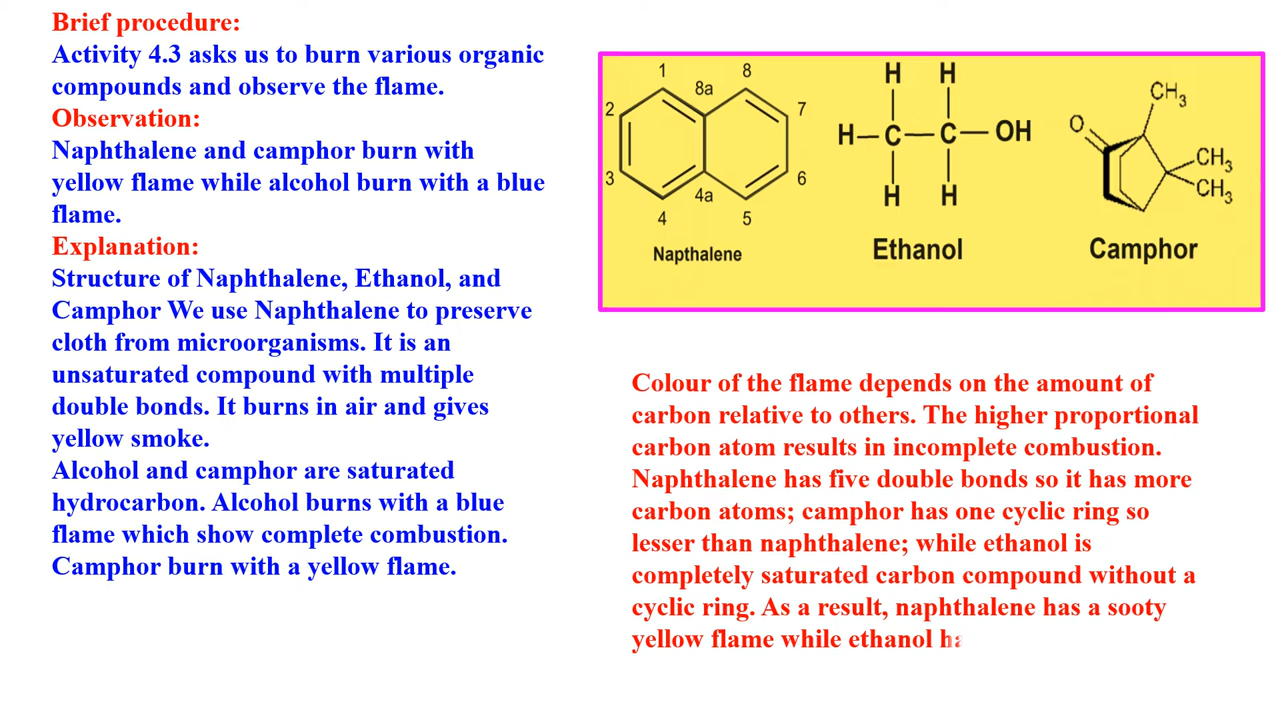 Brief procedure:
Activity 4.3 asks us to burn various organic
compounds and observe the flame.
Observation:
Naphthalene and camphor burn with
yellow flame while alcohol burn with a blue
flame.
Explanation:
Structure of Naphthalene, Ethanol, and
Camphor We use Naphthalene to preserve
cloth from microorganisms. It is an
unsaturated compound with multiple
double bonds. It burns in air and gives
yellow smoke.
Alcohol and camphor are saturated
hydrocarbon. Alcohol burns with a blue
flame which show complete combustion.
Camphor burn with a yellow flame.
1 8a 8
2 7
3 6
4 4a 5
Napthalene
H H
H C C OH
H H
Ethanol
CH3
O
CH3
CH3
Camphor
Colour of the flame depends on the amount of
carbon relative to others. The higher proportional
carbon atom results in incomplete combustion.
Naphthalene has five double bonds so it has more
carbon atoms; camphor has one cyclic ring so
lesser than naphthalene; while ethanol is
completely saturated carbon compound without a
cyclic ring. As a result, naphthalene has a sooty
yellow flame while ethanol ha